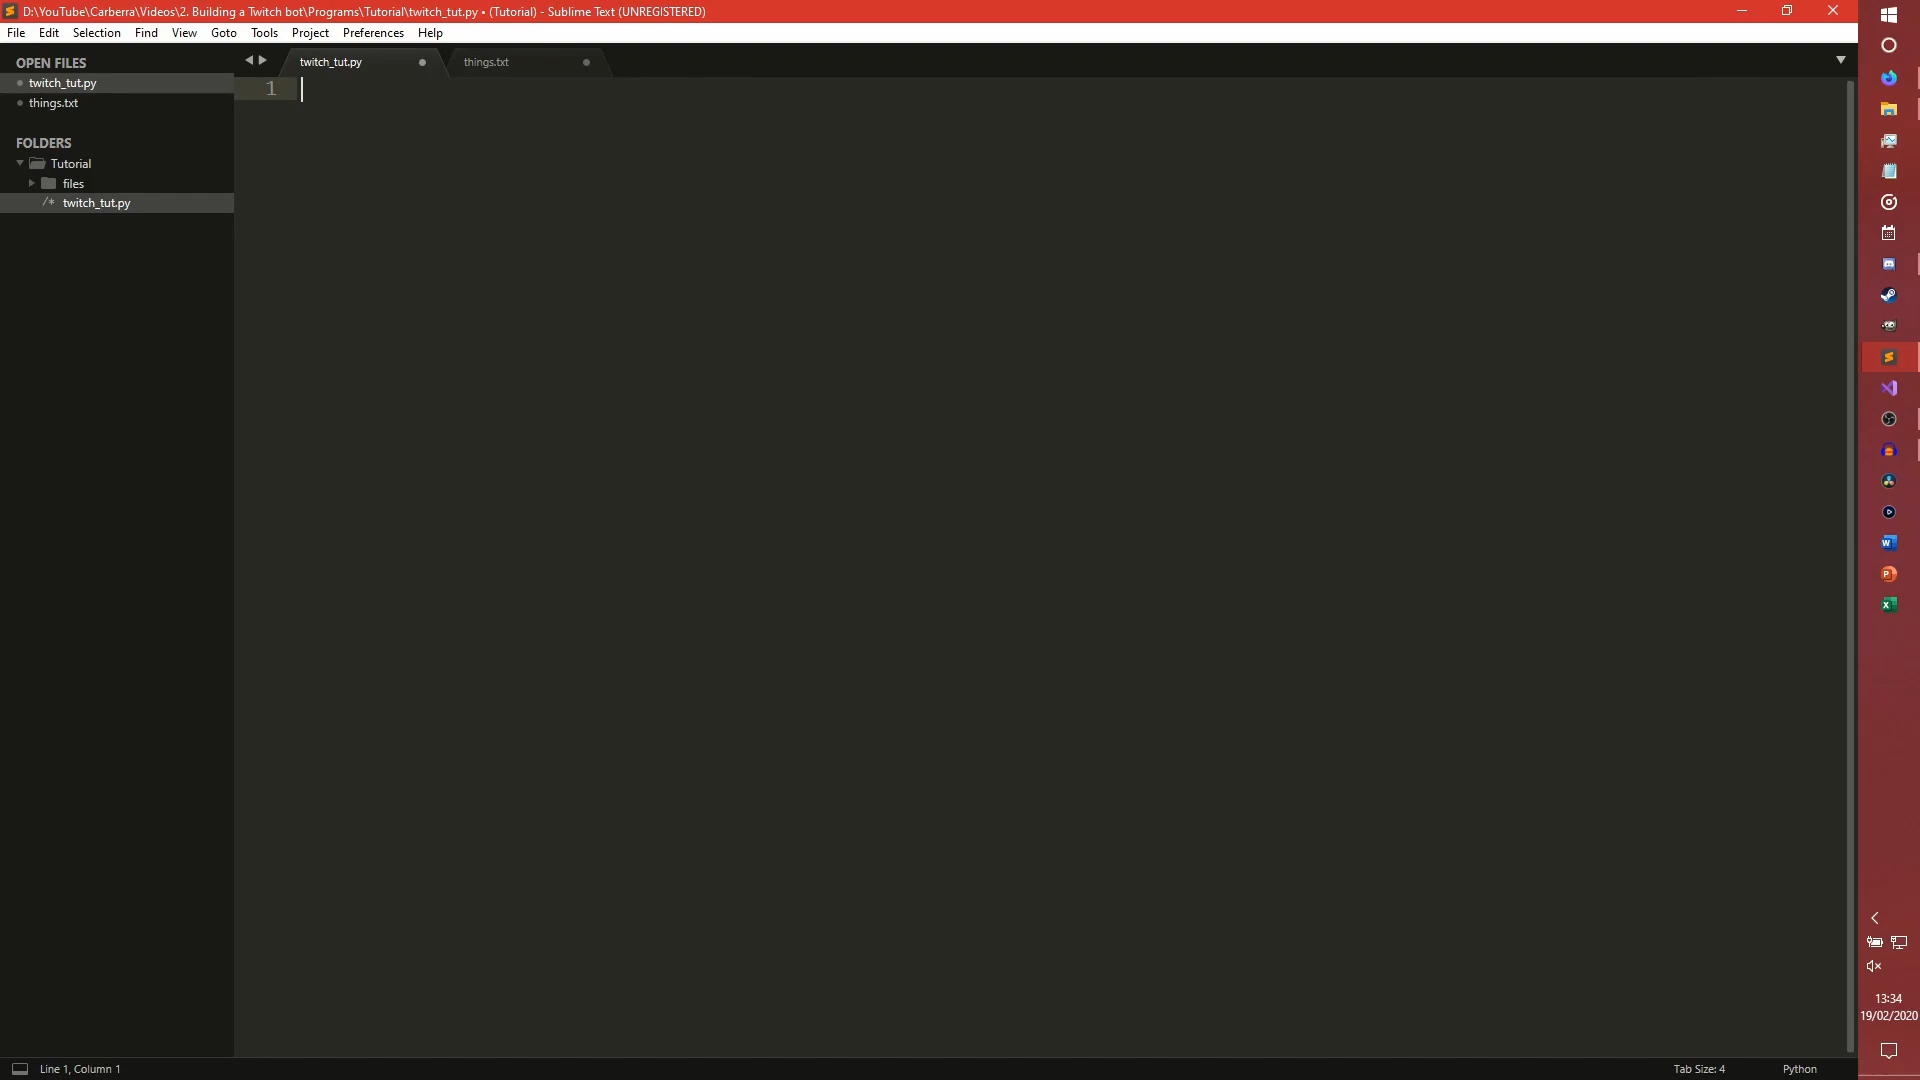 D:\YouTube\Carberra\Videos\2. Building a Twitch bot\Programs\Tutorial\twitch_tut.py • (Tutorial) - Sublime Text (UNREGISTERED)
File Edit Selection Find View Goto Tools Project Preferences Help
OPEN FILES
twitch_tut.py
things.txt
FOLDERS
Tutorial
files
/* twitch_tut.py
twitch_tut.py
things.txt
1
13:34
19/02/2020
Line 1, Column 1
Tab Size: 4
Python